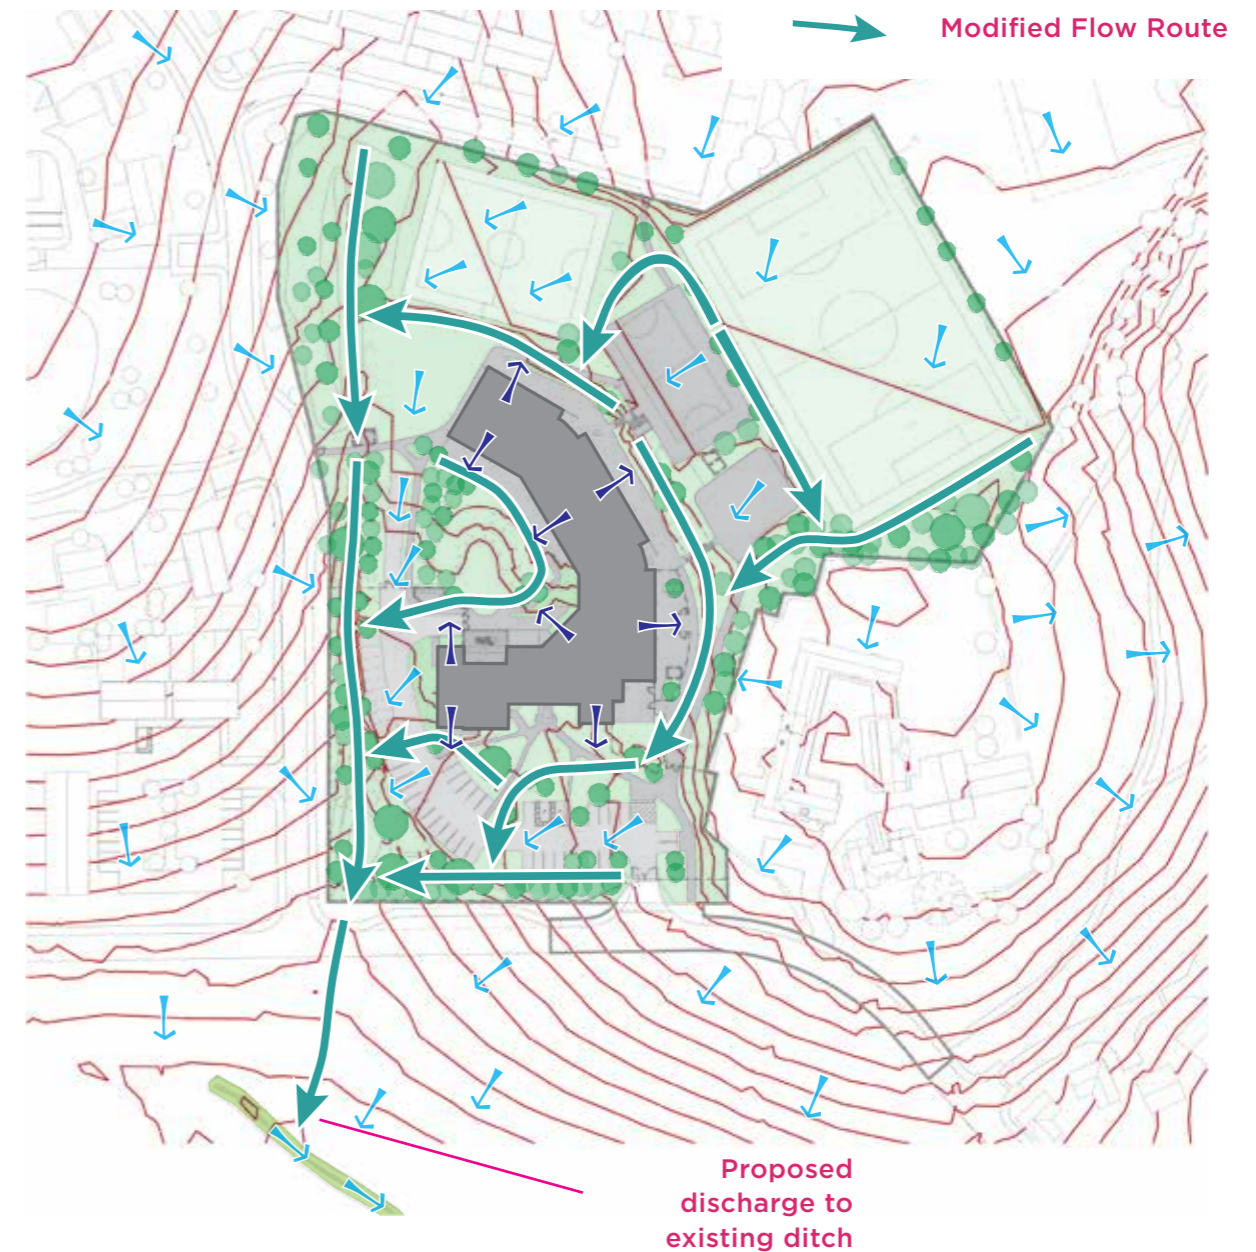 Modified Flow Route
Proposed
discharge to
existing ditch